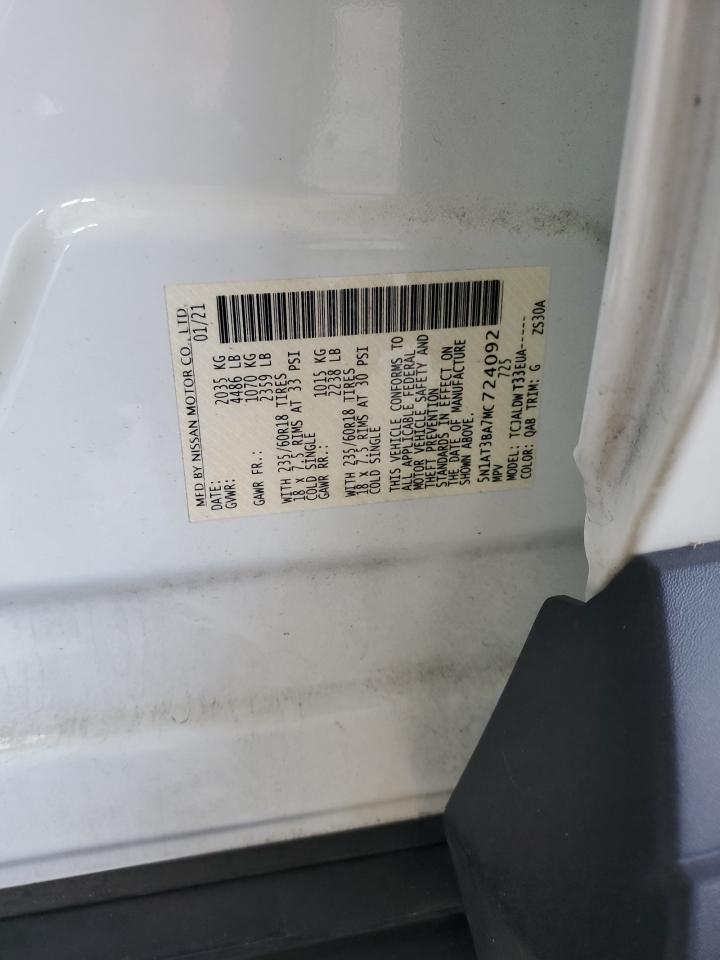 MFD BY NISSAN MOTOR CO., LTD.
DATE: 01/21
GVWR: 2035 KG
4486 LB
GAWR FR.: 1070 KG
2359 LB
WITH 235/60R18 TIRES
18 X 7.5 RIMS AT 33 PSI
COLD SINGLE
GAWR RR.: 1015 KG
2238 LB
WITH 235/60R18 TIRES
18 X 7.5 RIMS AT 30 PSI
COLD SINGLE
THIS VEHICLE CONFORMS TO
ALL APPLICABLE FEDERAL
MOTOR VEHICLE SAFETY AND
THEFT PREVENTION
STANDARDS IN EFFECT ON
THE DATE OF MANUFACTURE
SHOWN ABOVE.
5N1AT3BA7MC724092
MPV 725
MODEL: TCJALDWT33EUA-----
COLOR: QAB TRIM: G ZS30A